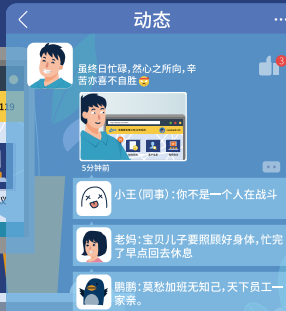 动态
虽终日忙碌，然心之所向，辛
苦亦喜不自胜
3
119
5分钟前
小王（同事）：你不是一个人在战斗
老妈：宝贝儿子要照顾好身体，忙完
了早点回去休息
鹏鹏：莫愁加班无知己，天下员工一
家亲。